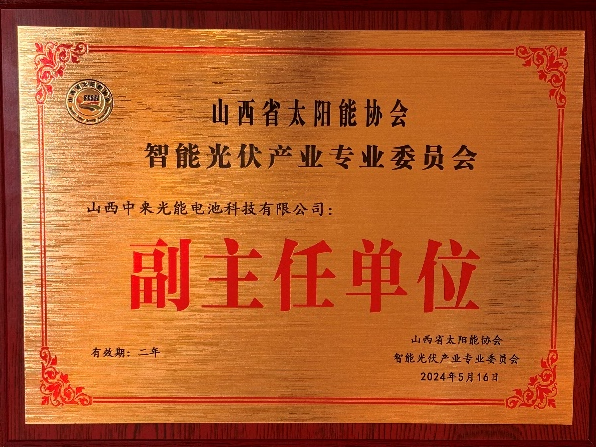 山西省太阳能协会
智能光伏产业专业委员会
山西中来光能电池科技有限公司：
副主任单位
有效期：二年
山西省太阳能协会
智能光伏产业专业委员会
2024年5月16日